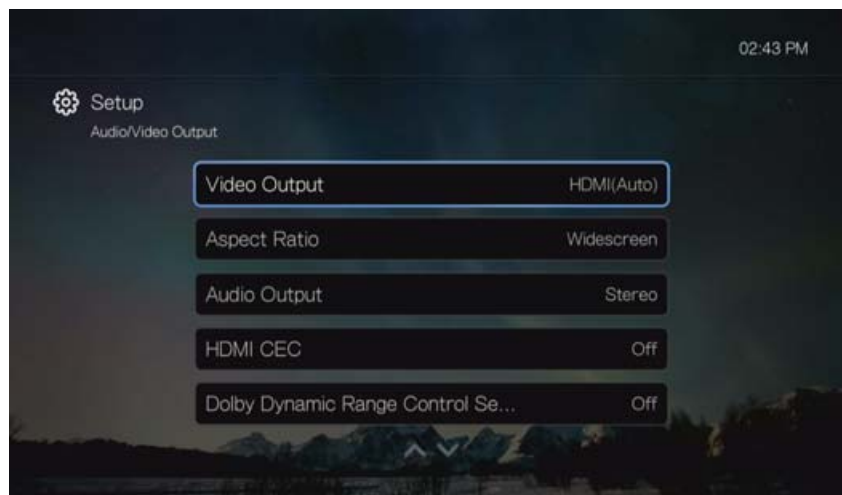 02:43 PM
Setup
Audio/Video Output
Video Output HDMI(Auto)
Aspect Ratio Widescreen
Audio Output Stereo
HDMI CEC Off
Dolby Dynamic Range Control Se... Off